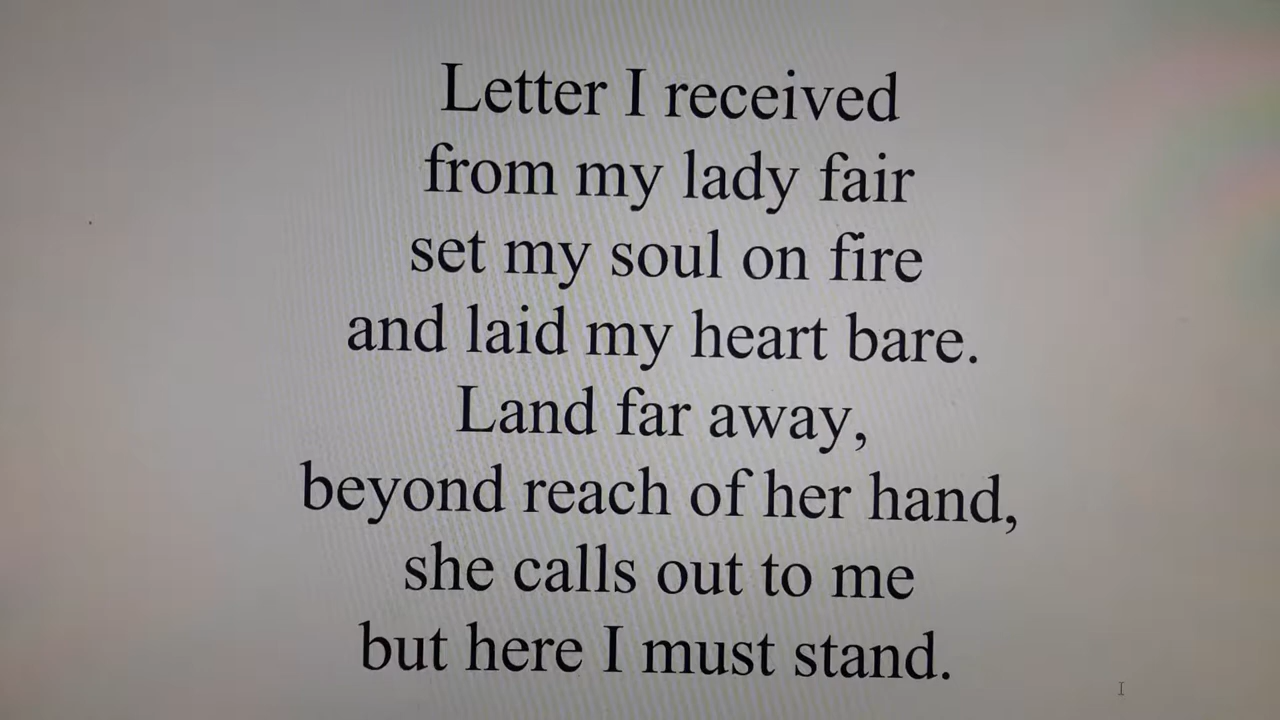 Letter I received
from my lady fair
set my soul on fire
and laid my heart bare.
Land far away,
beyond reach of her hand,
she calls out to me
but here I must stand.